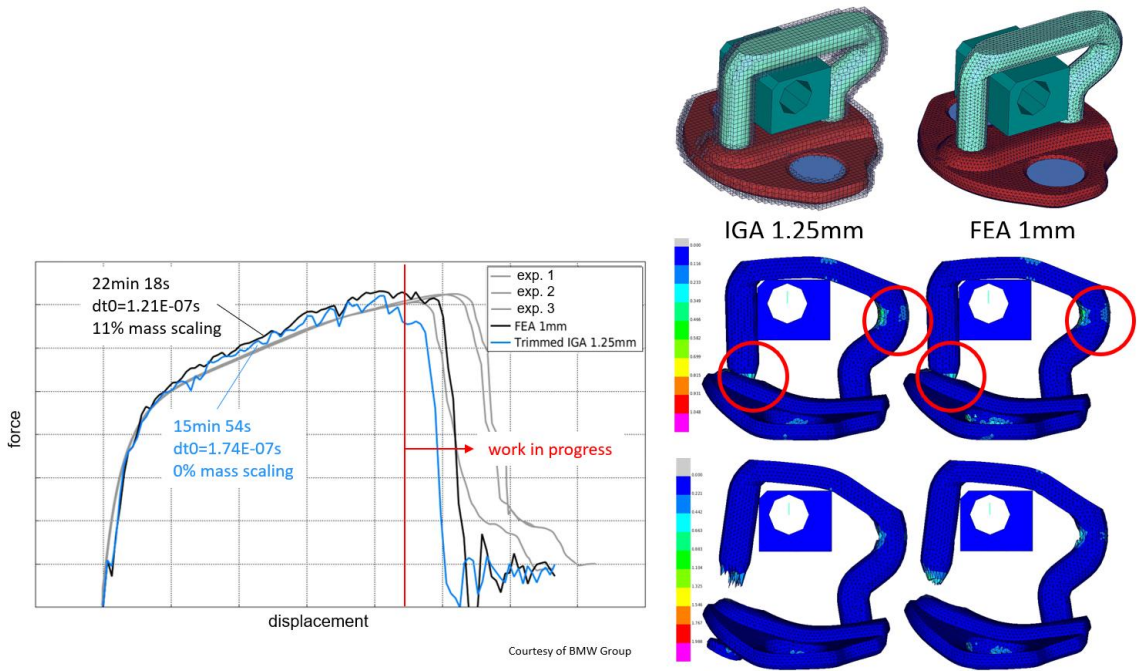 IGA 1.25mm
FEA 1mm
22min 18s
dt0=1.21E-07s
11% mass scaling
exp. 1
exp. 2
exp. 3
FEA 1mm
Trimmed IGA 1.25mm
15min 54s
dt0=1.74E-07s
0% mass scaling
work in progress
force
displacement
Courtesy of BMW Group